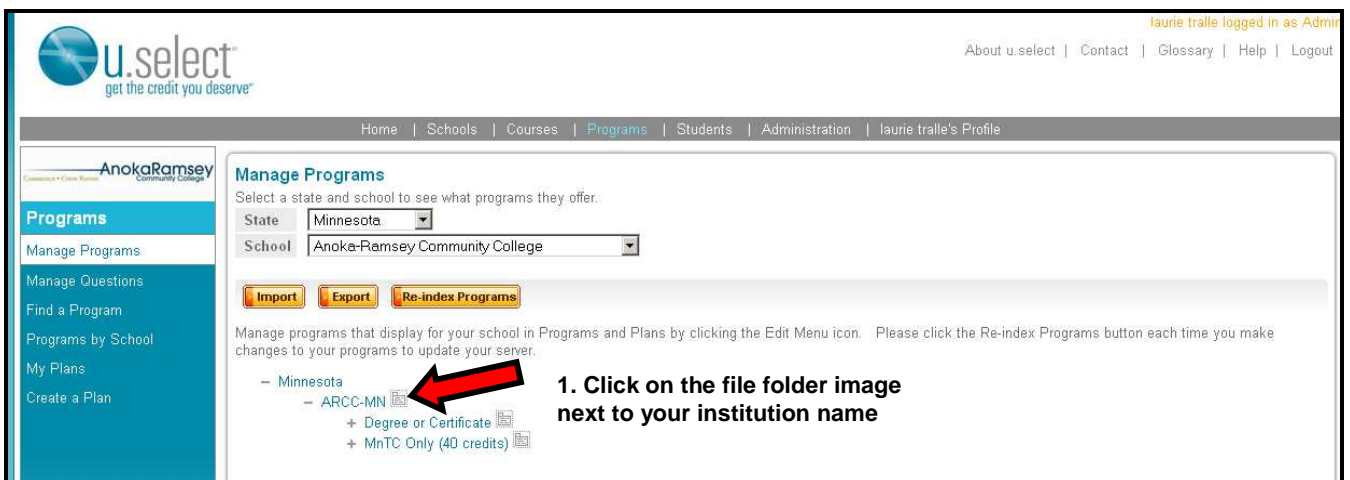 laurie tralle logged in as Admin
u.select™
get the credit you deserve™
About u.select | Contact | Glossary | Help | Logout
Home | Schools | Courses | Programs | Students | Administration | laurie tralle's Profile
AnokaRamsey
Community College
Programs
Manage Programs
Manage Questions
Find a Program
Programs by School
My Plans
Create a Plan
Manage Programs
Select a state and school to see what programs they offer.
State Minnesota
School Anoka-Ramsey Community College
Import Export Re-index Programs
Manage programs that display for your school in Programs and Plans by clicking the Edit Menu icon. Please click the Re-index Programs button each time you make
changes to your programs to update your server.
– Minnesota
– ARCC-MN
+ Degree or Certificate
+ MnTC Only (40 credits)
1. Click on the file folder image
next to your institution name